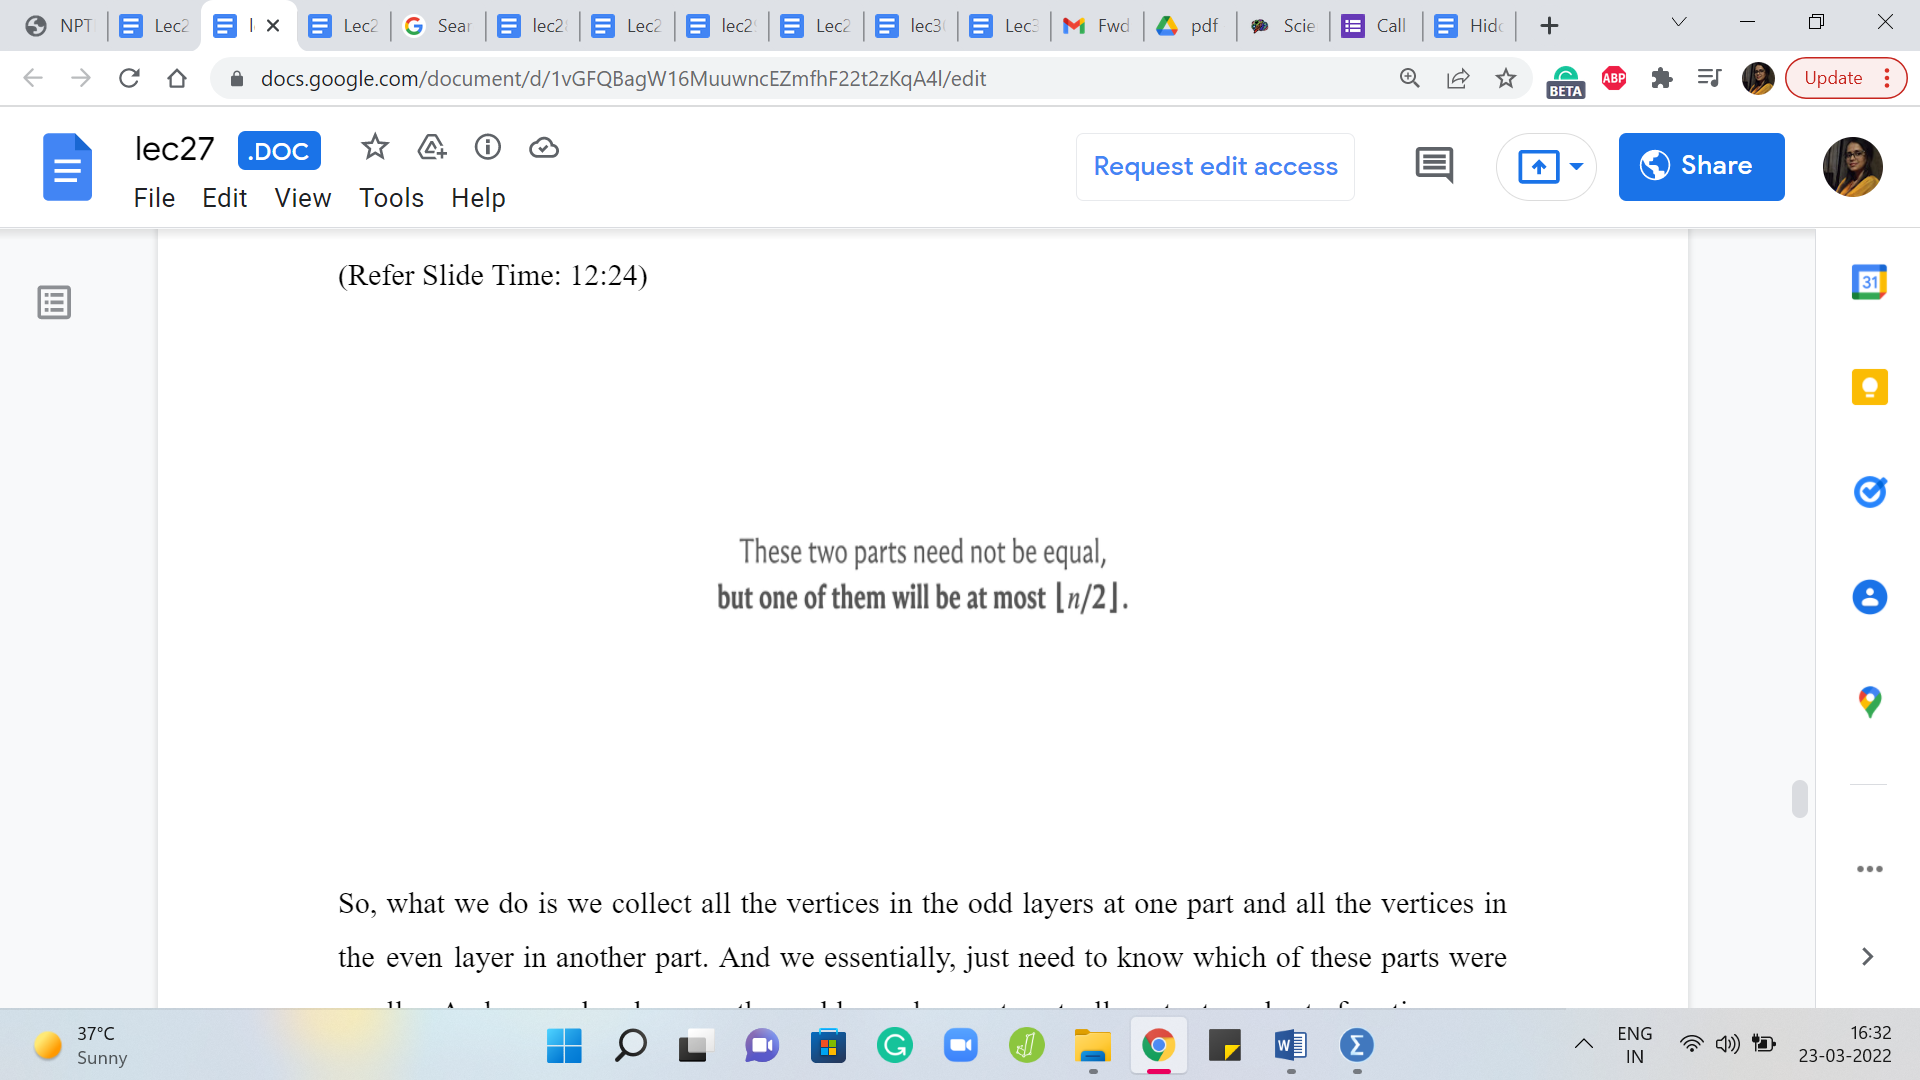 NPT
Lec2
l
Lec2
Sear
lec2
Lec2
lec2
Lec2
lec3
Lec3
Fwd
pdf
Scie
Call
Hidd
docs.google.com/document/d/1vGFQBagW16MuuwncEZmfhF22t2zKqA4l/edit
BETA
ABP
Update
lec27 .DOC
Request edit access
Share
File Edit View Tools Help
(Refer Slide Time: 12:24)
31
These two parts need not be equal,
but one of them will be at most ⌊n/2⌋.
So, what we do is we collect all the vertices in the odd layers at one part and all the vertices in
the even layer in another part. And we essentially, just need to know which of these parts were
37°C
Sunny
ENG
IN
16:32
23-03-2022